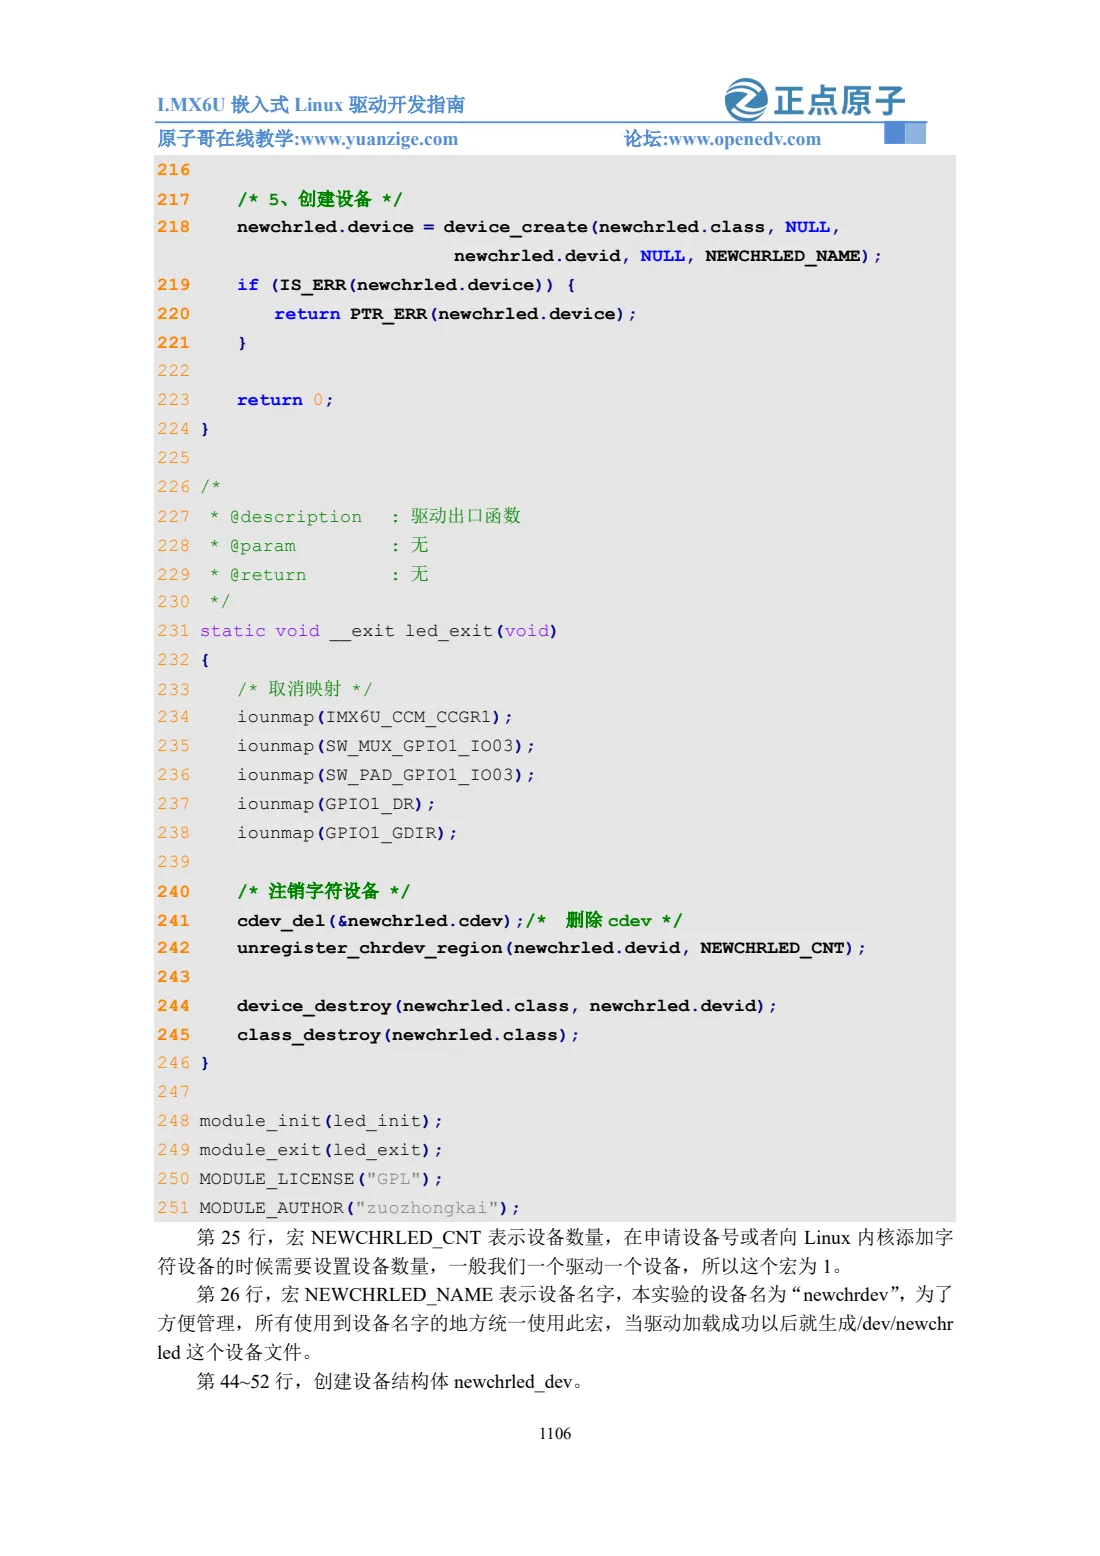 I.MX6U 嵌入式 Linux 驱动开发指南
正点原子
原子哥在线教学:www.yuanzige.com 论坛:www.openedv.com
216
217 /* 5、创建设备 */
218 newchrled.device = device_create(newchrled.class, NULL,
newchrled.devid, NULL, NEWCHRLED_NAME);
219 if (IS_ERR(newchrled.device)) {
220 return PTR_ERR(newchrled.device);
221 }
222
223 return 0;
224 }
225
226 /*
227 * @description : 驱动出口函数
228 * @param : 无
229 * @return : 无
230 */
231 static void __exit led_exit(void)
232 {
233 /* 取消映射 */
234 iounmap(IMX6U_CCM_CCGR1);
235 iounmap(SW_MUX_GPIO1_IO03);
236 iounmap(SW_PAD_GPIO1_IO03);
237 iounmap(GPIO1_DR);
238 iounmap(GPIO1_GDIR);
239
240 /* 注销字符设备 */
241 cdev_del(&newchrled.cdev);/* 删除 cdev */
242 unregister_chrdev_region(newchrled.devid, NEWCHRLED_CNT);
243
244 device_destroy(newchrled.class, newchrled.devid);
245 class_destroy(newchrled.class);
246 }
247
248 module_init(led_init);
249 module_exit(led_exit);
250 MODULE_LICENSE("GPL");
251 MODULE_AUTHOR("zuozhongkai");
第 25 行，宏 NEWCHRLED_CNT 表示设备数量，在申请设备号或者向 Linux 内核添加字
符设备的时候需要设置设备数量，一般我们一个驱动一个设备，所以这个宏为 1。
第 26 行，宏 NEWCHRLED_NAME 表示设备名字，本实验的设备名为“newchrdev”，为了
方便管理，所有使用到设备名字的地方统一使用此宏，当驱动加载成功以后就生成/dev/newchr
led 这个设备文件。
第 44~52 行，创建设备结构体 newchrled_dev。
1106